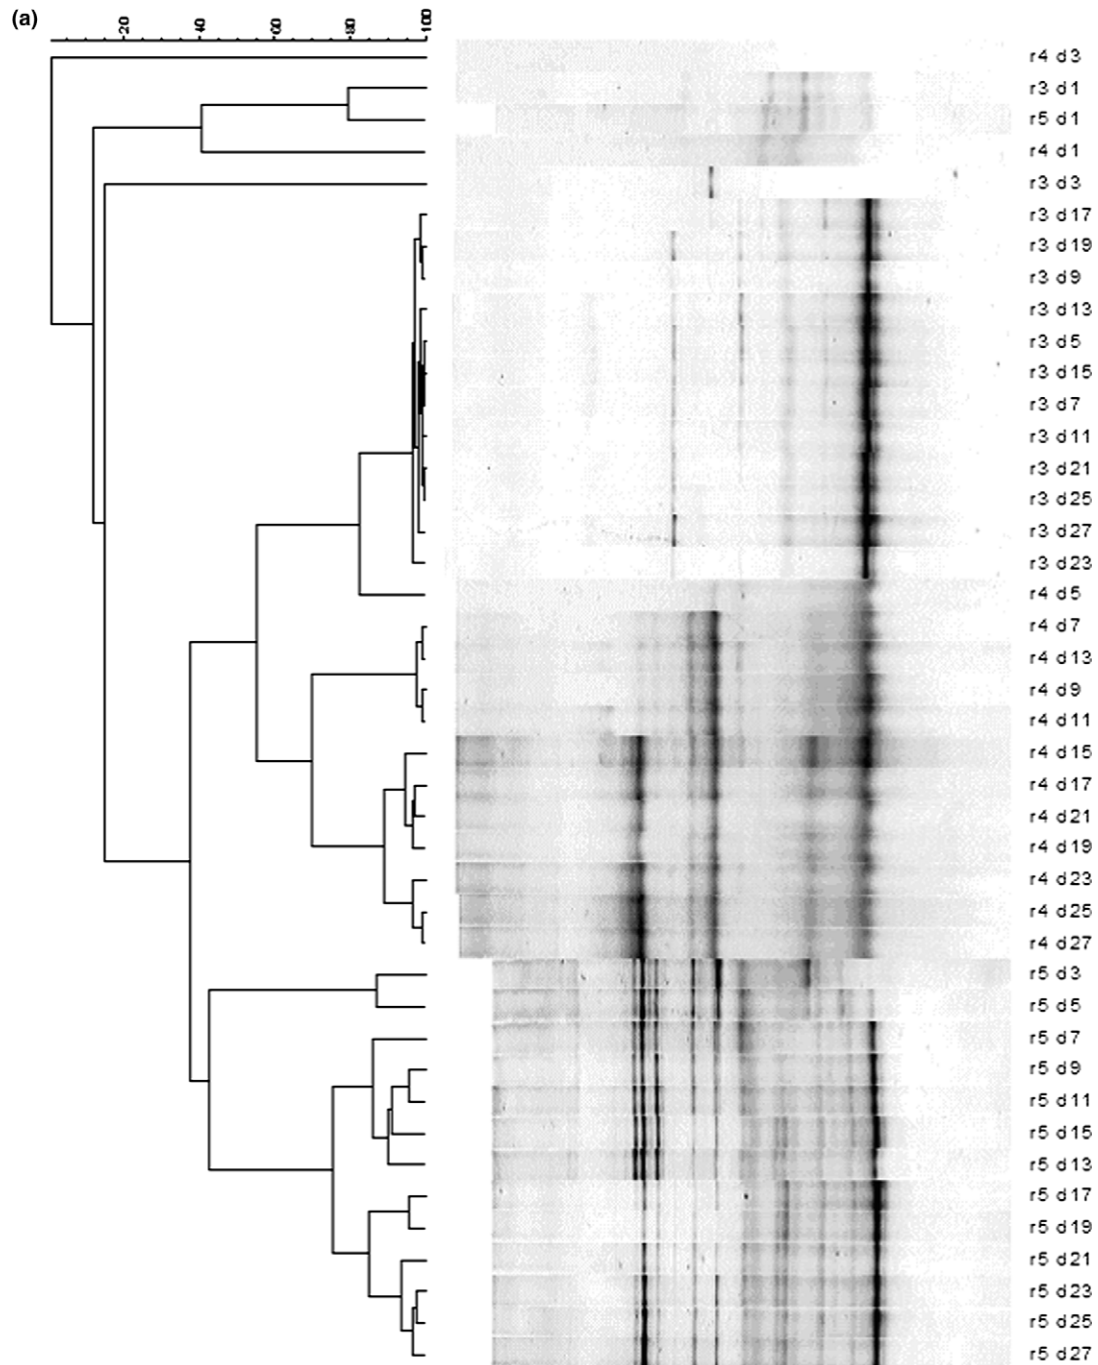 (a)
20 40 60 80 100
r4 d3
r3 d1
r5 d1
r4 d1
r3 d3
r3 d17
r3 d19
r3 d9
r3 d13
r3 d5
r3 d15
r3 d7
r3 d11
r3 d21
r3 d25
r3 d27
r3 d23
r4 d5
r4 d7
r4 d13
r4 d9
r4 d11
r4 d15
r4 d17
r4 d21
r4 d19
r4 d23
r4 d25
r4 d27
r5 d3
r5 d5
r5 d7
r5 d9
r5 d11
r5 d15
r5 d13
r5 d17
r5 d19
r5 d21
r5 d23
r5 d25
r5 d27